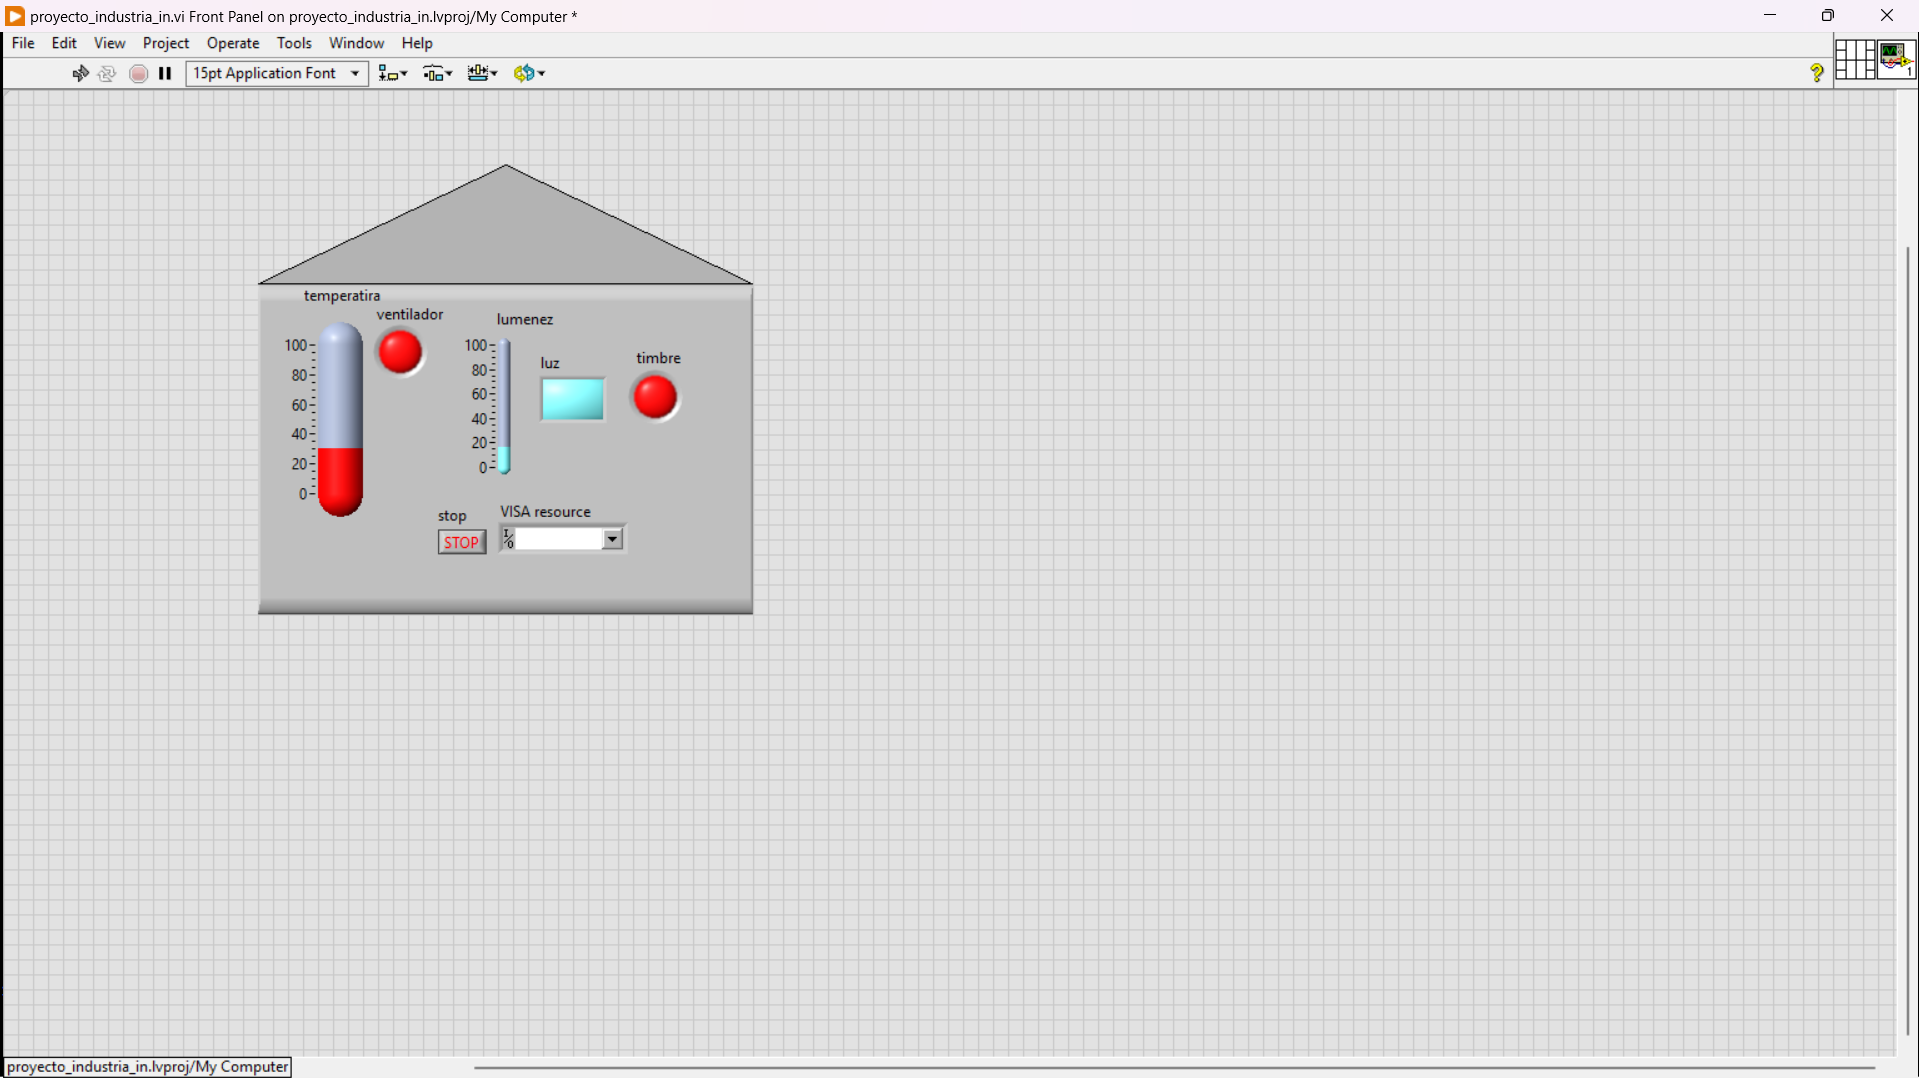 proyecto_industria_in.vi Front Panel on proyecto_industria_in.lvproj/My Computer *
File Edit View Project Operate Tools Window Help
15pt Application Font
?
1
temperatira
ventilador
lumenez
luz
timbre
100
80
60
40
20
0
100
80
60
40
20
0
stop
STOP
VISA resource
I/0
proyecto_industria_in.lvproj/My Computer